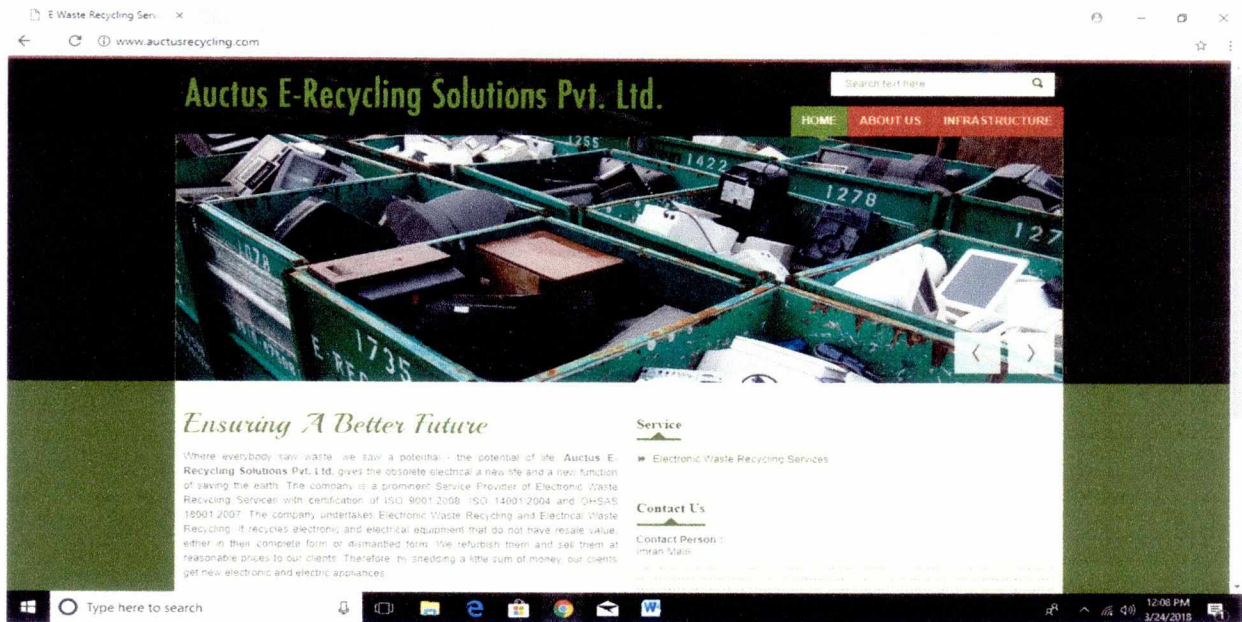 E Waste Recycling Serv
www.auctusrecycling.com
Auctus E-Recycling Solutions Pvt. Ltd.
Search text here
HOME ABOUT US INFRASTRUCTURE
1255
1422
1278
127
1078
1735
E-REC
Ensuring A Better Future
Where everybody saw waste, we saw a potential - the potential of life. Auctus E-
Recycling Solutions Pvt. Ltd. gives the obsolete electrical a new life and a new function
of saving the earth. The company is a prominent Service Provider of Electronic Waste
Recycling Services with certification of ISO 9001:2008, ISO 14001:2004 and OHSAS
18001:2007. The company undertakes Electronic Waste Recycling and Electrical Waste
Recycling. It recycles electronic and electrical equipment that do not have resale value,
either in their complete form or dismantled form. We refurbish them and sell them at
reasonable prices to our clients. Therefore, by shedding a little sum of money, our clients
get new electronic and electric appliances.
Service
Electronic Waste Recycling Services
Contact Us
Contact Person :
Imran
Type here to search
12:08 PM
3/24/2018